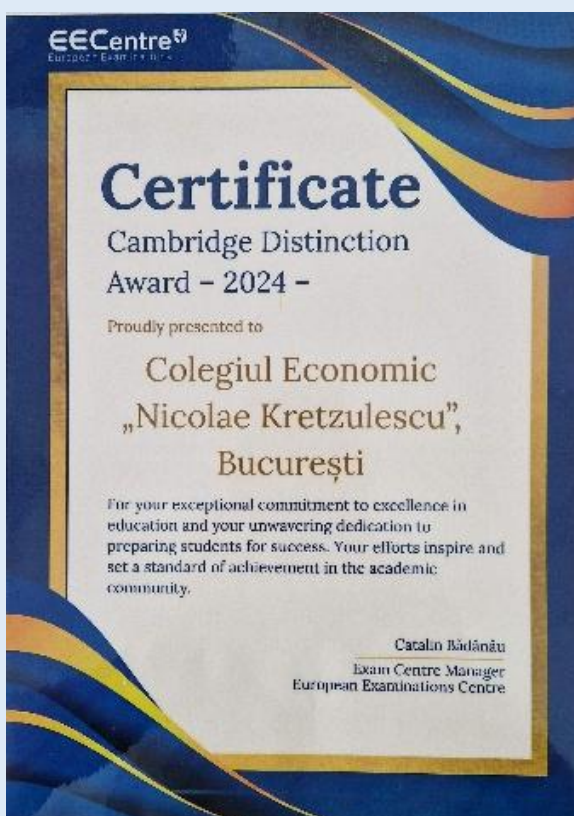 EECentre
European Examinations
Certificate
Cambridge Distinction
Award – 2024 –
Proudly presented to
Colegiul Economic
„Nicolae Kretzulescu”,
București
For your exceptional commitment to excellence in
education and your unwavering dedication to
preparing students for success. Your efforts inspire and
set a standard of achievement in the academic
community.
Catalin Bădănău
Exam Centre Manager
European Examinations Centre